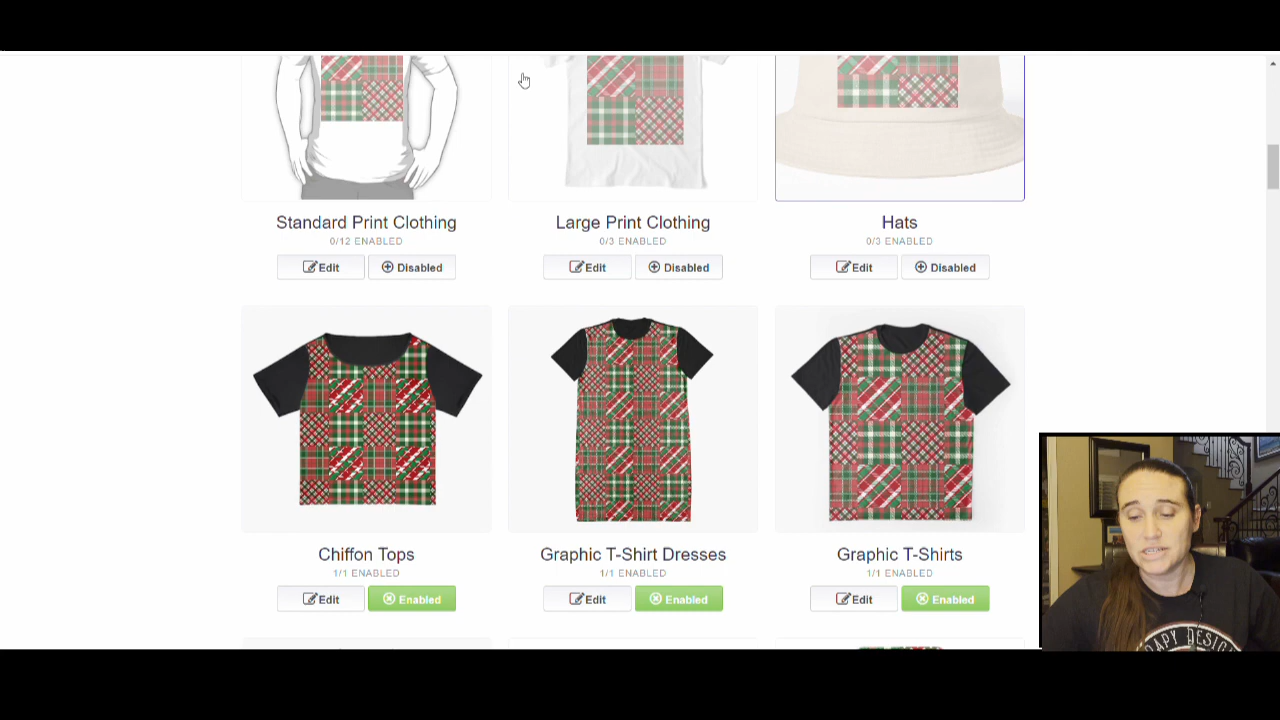 Standard Print Clothing
0/12 ENABLED
Edit
Disabled
Large Print Clothing
0/3 ENABLED
Edit
Disabled
Hats
0/3 ENABLED
Edit
Disabled
Chiffon Tops
1/1 ENABLED
Edit
Enabled
Graphic T-Shirt Dresses
1/1 ENABLED
Edit
Enabled
Graphic T-Shirts
1/1 ENABLED
Edit
Enabled